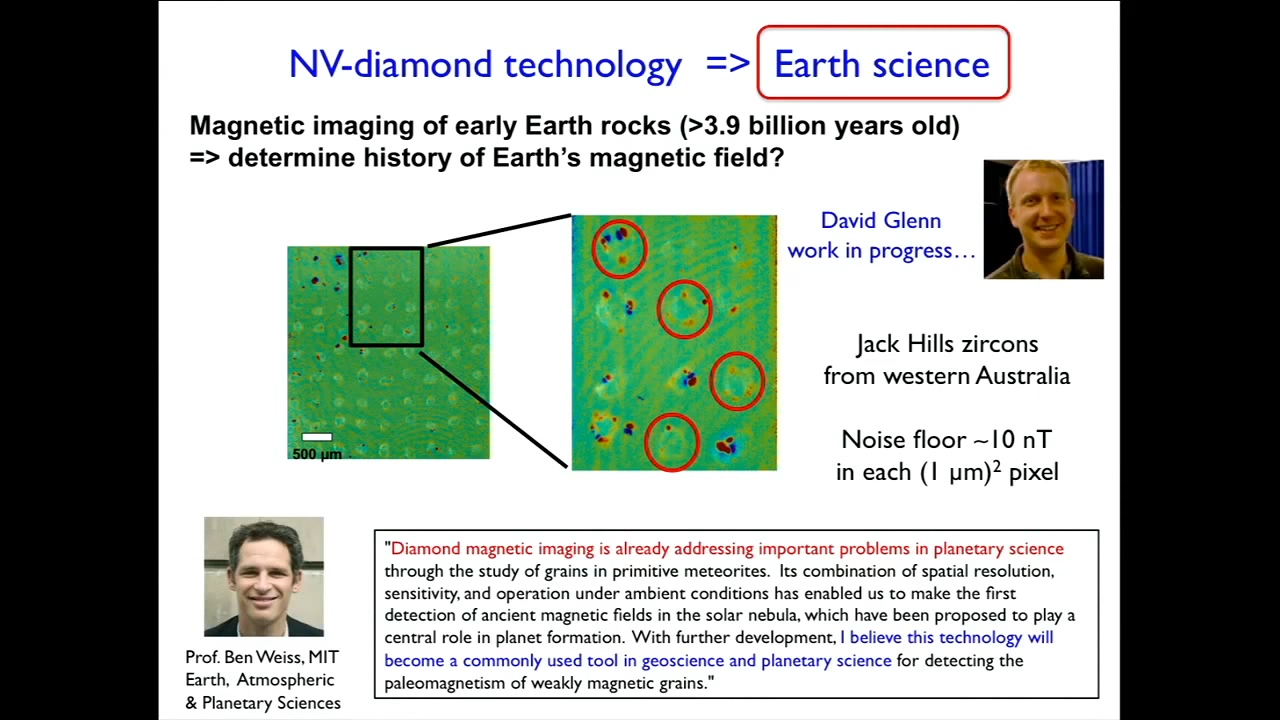 NV-diamond technology => Earth science
Magnetic imaging of early Earth rocks (>3.9 billion years old)
=> determine history of Earth's magnetic field?
David Glenn
work in progress…
Jack Hills zircons
from western Australia
Noise floor ~10 nT
in each (1 µm)² pixel
500 µm
Prof. Ben Weiss, MIT
Earth, Atmospheric
& Planetary Sciences
"Diamond magnetic imaging is already addressing important problems in planetary science
through the study of grains in primitive meteorites. Its combination of spatial resolution,
sensitivity, and operation under ambient conditions has enabled us to make the first
detection of ancient magnetic fields in the solar nebula, which have been proposed to play a
central role in planet formation. With further development, I believe this technology will
become a commonly used tool in geoscience and planetary science for detecting the
paleomagnetism of weakly magnetic grains."